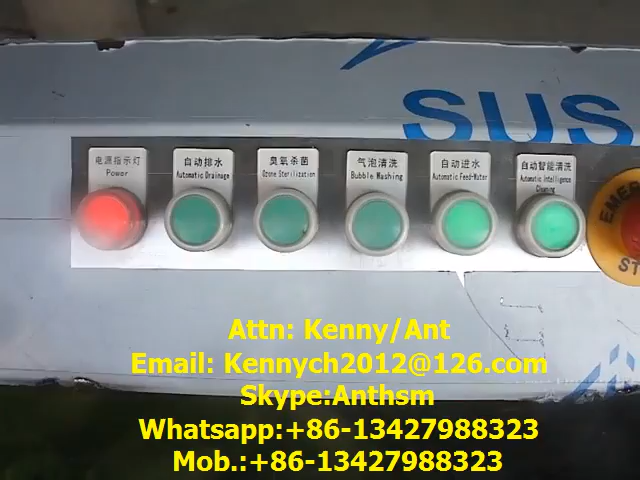 SUS
电源指示灯
Power
自动排水
Automatic Drainage
臭氧杀菌
Ozone Sterilization
气泡清洗
Bubble Washing
自动进水
Automatic Feed-Water
自动智能清洗
Automatic Intelligence
Cleaning
EME
ST
Attn: Kenny/Ant
Email: Kennych2012@126.com
Skype:Anthsm
Whatsapp:+86-13427988323
Mob.:+86-13427988323